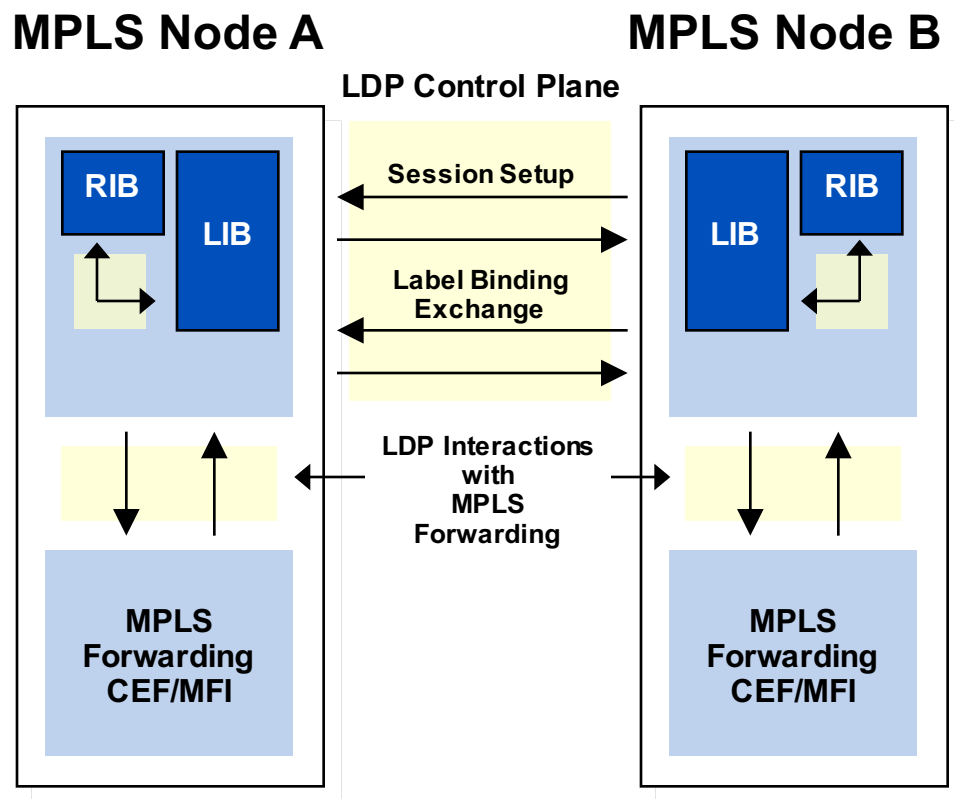 MPLS Node A
MPLS Node B
LDP Control Plane
RIB
LIB
Session Setup
Label Binding
Exchange
LIB
RIB
LDP Interactions
with
MPLS
Forwarding
MPLS
Forwarding
CEF/MFI
MPLS
Forwarding
CEF/MFI